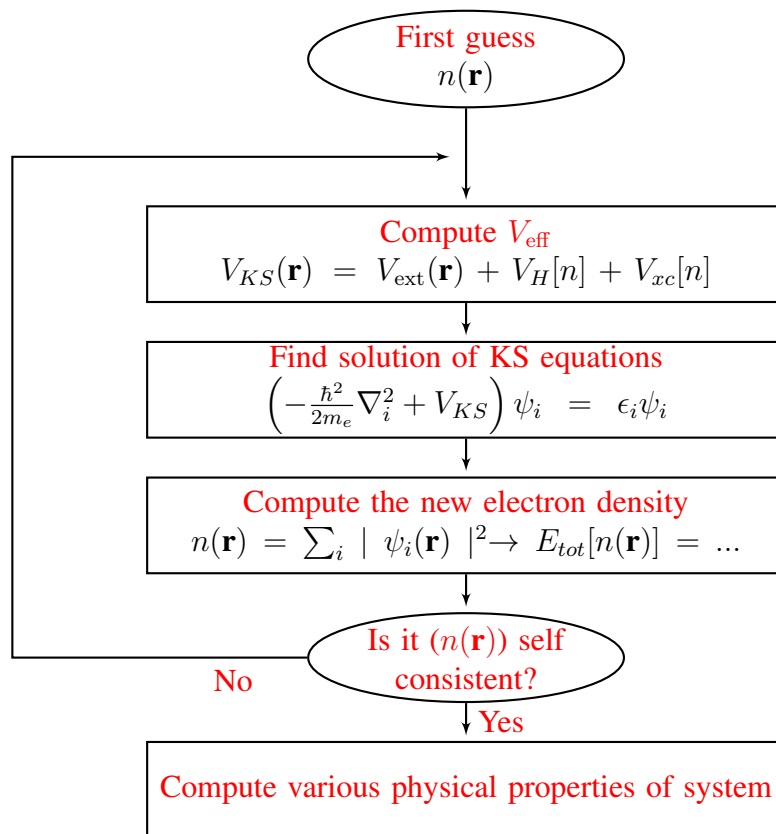 First guess
n(r)
Compute V_eff
V_KS(r) = V_ext(r) + V_H[n] + V_xc[n]
Find solution of KS equations
(−ħ²/2m_e ∇_i² + V_KS) ψ_i = ϵ_i ψ_i
Compute the new electron density
n(r) = ∑_i | ψ_i(r) |² → E_tot[n(r)] = ...
Is it (n(r)) self
consistent?
No
Yes
Compute various physical properties of system